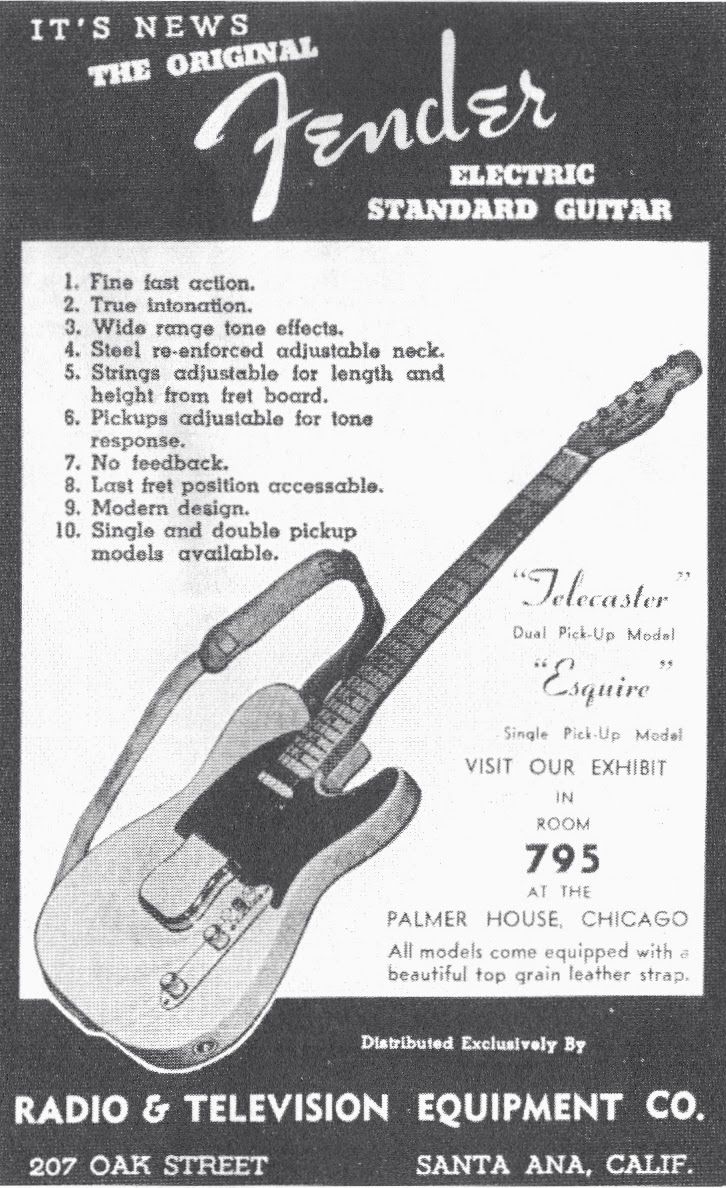 IT'S NEWS
THE ORIGINAL
Fender
ELECTRIC
STANDARD GUITAR
1. Fine fast action.
2. True intonation.
3. Wide range tone effects.
4. Steel re-enforced adjustable neck.
5. Strings adjustable for length and
height from fret board.
6. Pickups adjustable for tone
response.
7. No feedback.
8. Last fret position accessable.
9. Modern design.
10. Single and double pickup
models available.
"Telecaster"
Dual Pick-Up Model
"Esquire"
Single Pick-Up Model
VISIT OUR EXHIBIT
IN
ROOM
795
AT THE
PALMER HOUSE, CHICAGO
All models come equipped with a
beautiful top grain leather strap.
Distributed Exclusively By
RADIO & TELEVISION EQUIPMENT CO.
207 OAK STREET SANTA ANA, CALIF.